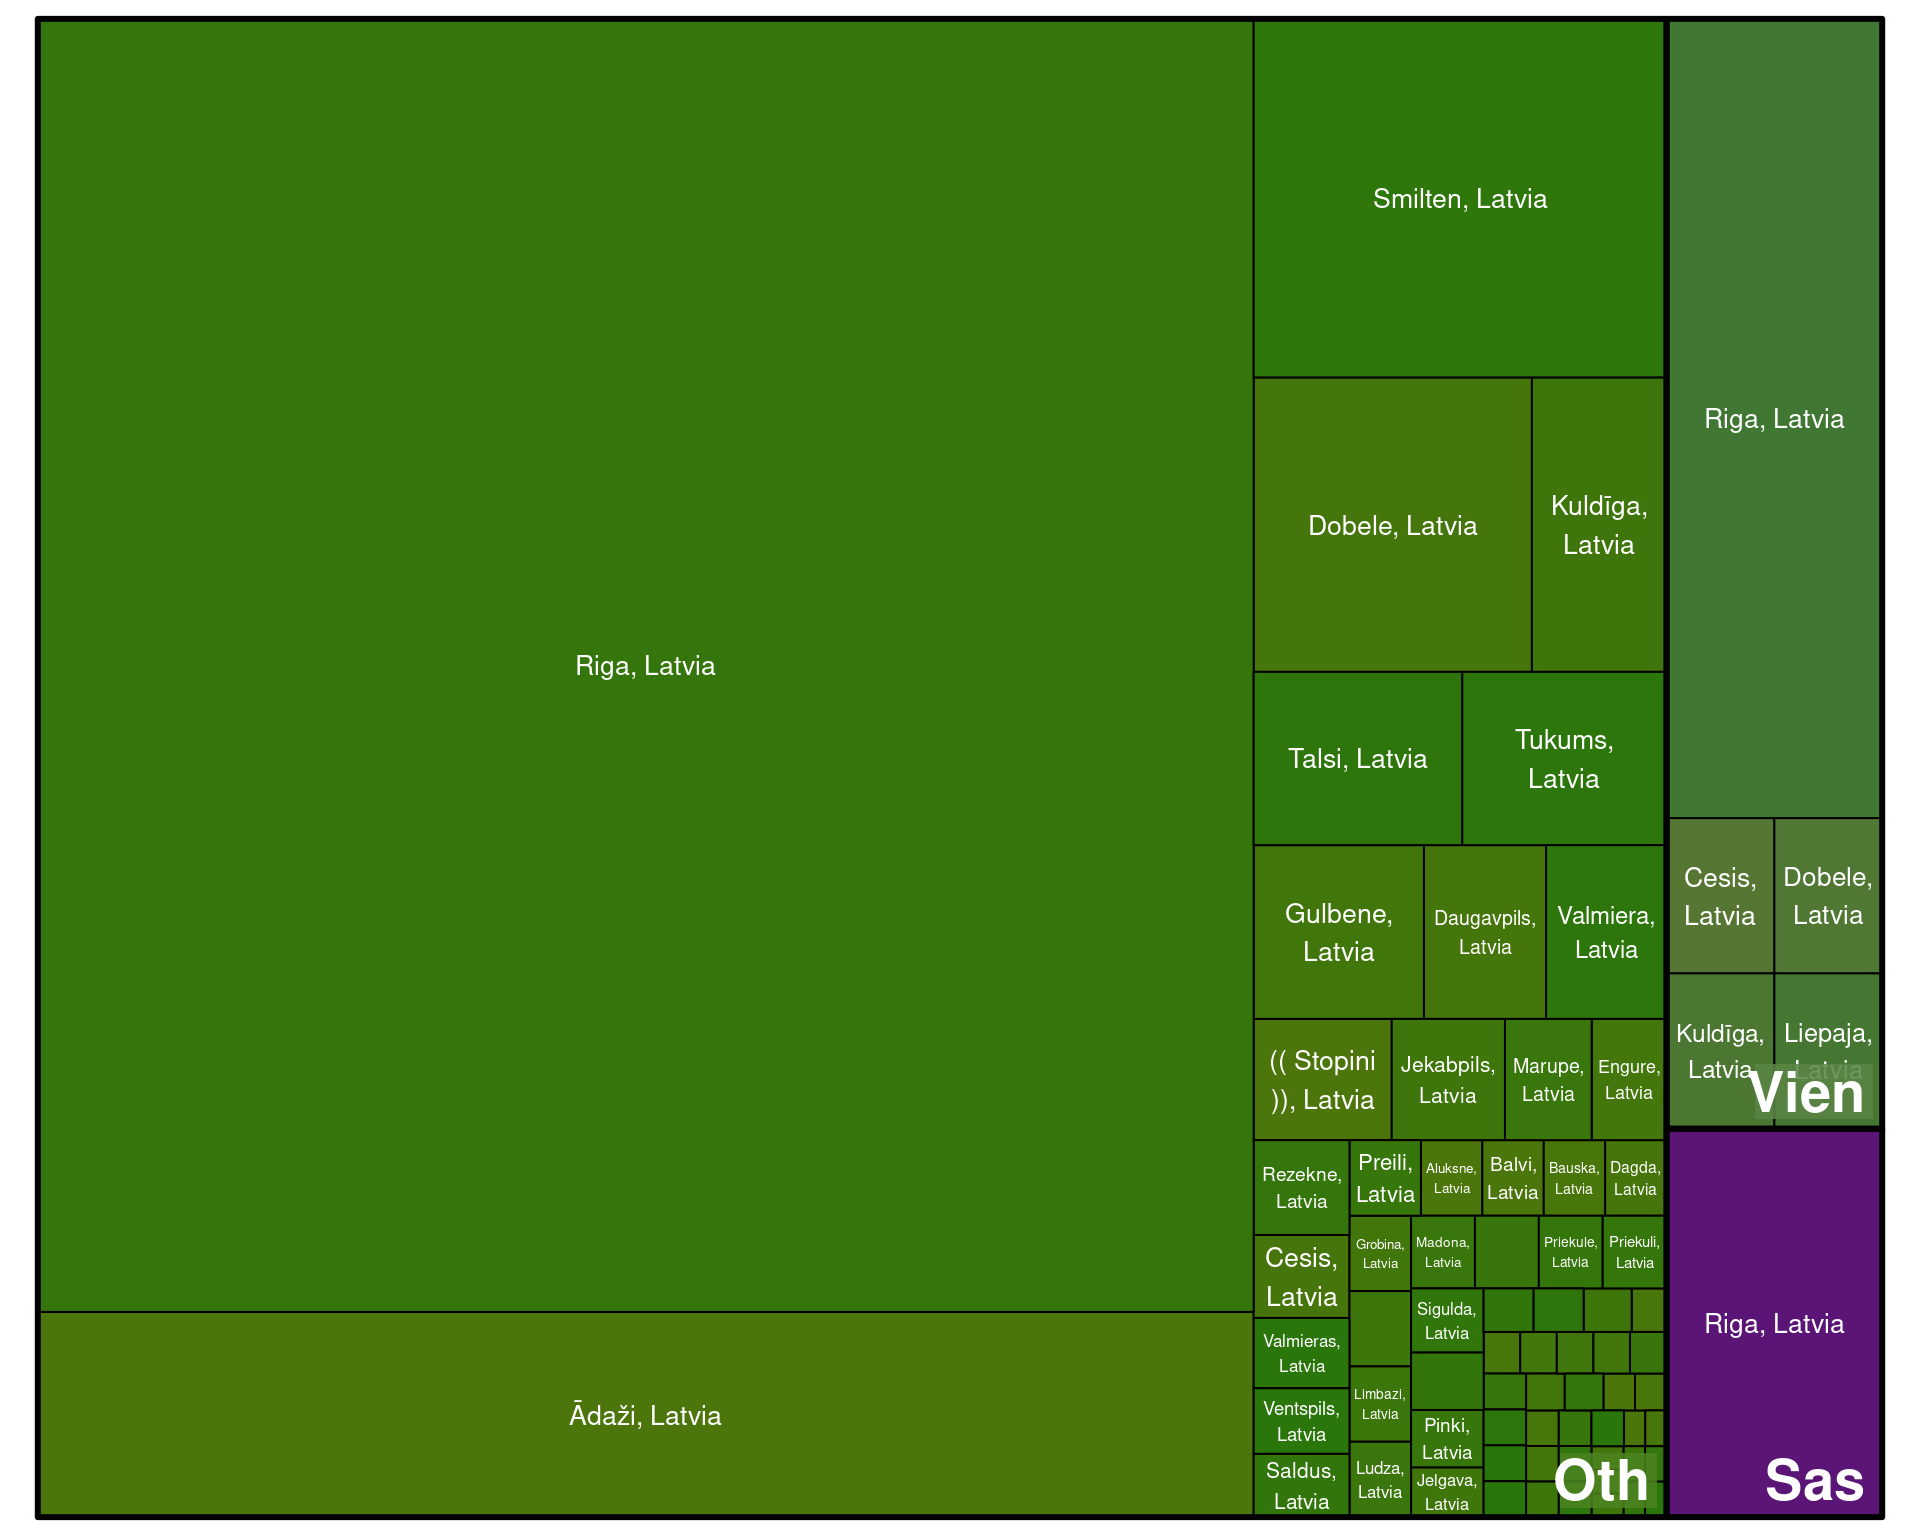 Riga, Latvia
Ādaži, Latvia
Smilten, Latvia
Dobele, Latvia
Kuldīga,
Latvia
Talsi, Latvia
Tukums,
Latvia
Gulbene,
Latvia
Daugavpils,
Latvia
Valmiera,
Latvia
(( Stopini
)), Latvia
Jekabpils,
Latvia
Marupe,
Latvia
Engure,
Latvia
Rezekne,
Latvia
Cesis,
Latvia
Valmieras,
Latvia
Ventspils,
Latvia
Saldus,
Latvia
Preili,
Latvia
Aluksne,
Latvia
Balvi,
Latvia
Bauska,
Latvia
Dagda,
Latvia
Grobina,
Latvia
Limbazi,
Latvia
Ludza,
Latvia
Madona,
Latvia
Priekule,
Latvia
Priekuli,
Latvia
Sigulda,
Latvia
Pinki,
Latvia
Jelgava,
Latvia
Oth
Riga, Latvia
Cesis,
Latvia
Dobele,
Latvia
Kuldīga,
Latvia
Liepaja,
Latvia
Vien
Riga, Latvia
Sas